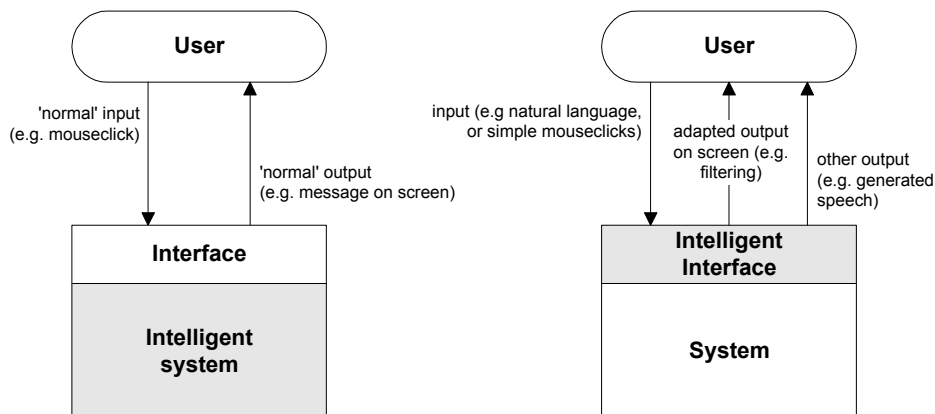 User
'normal' input
(e.g. mouseclick)
'normal' output
(e.g. message on screen)
Interface
Intelligent
system
User
input (e.g natural language,
or simple mouseclicks)
adapted output
on screen (e.g.
filtering)
other output
(e.g. generated
speech)
Intelligent
Interface
System